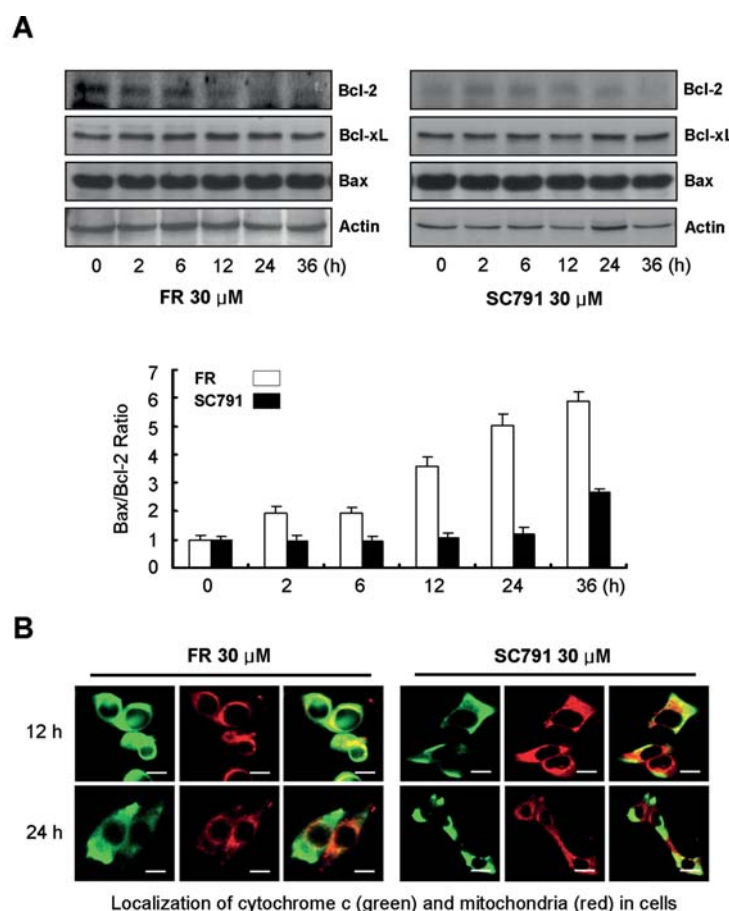 A
Bcl-2
Bcl-xL
Bax
Actin
0 2 6 12 24 36 (h)
FR 30 μM
Bcl-2
Bcl-xL
Bax
Actin
0 2 6 12 24 36 (h)
SC791 30 μM
Bax/Bcl-2 Ratio
7
6
5
4
3
2
1
0
FR
SC791
0 2 6 12 24 36 (h)
B
FR 30 μM SC791 30 μM
12 h
24 h
Localization of cytochrome c (green) and mitochondria (red) in cells